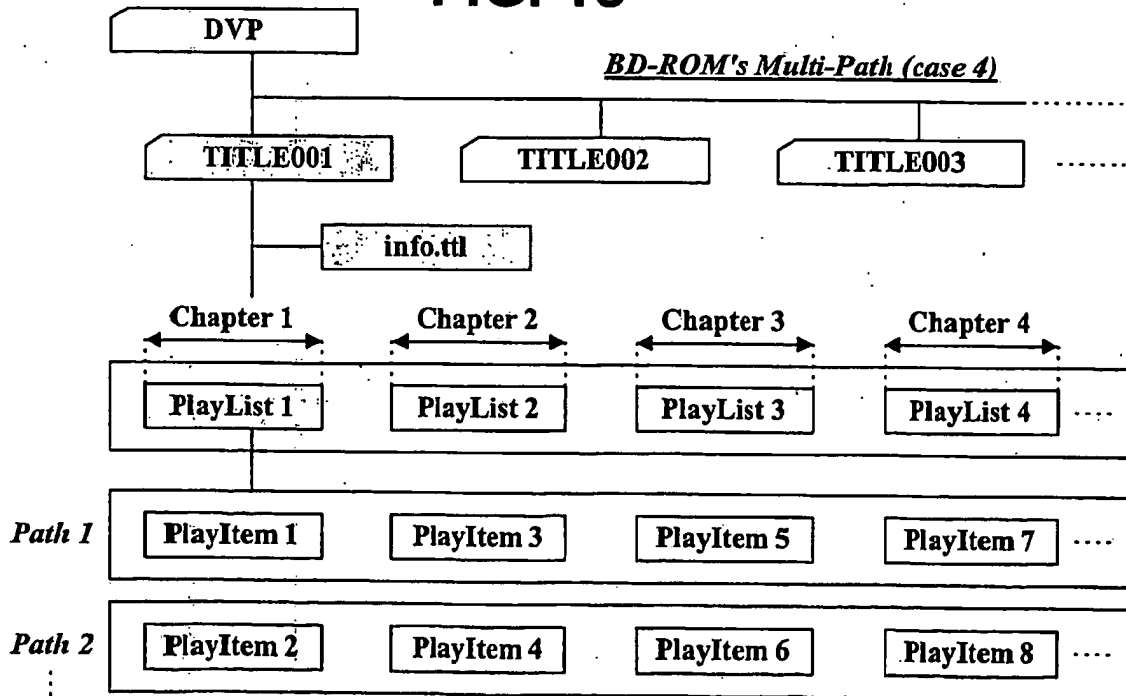 DVP
BD-ROM's Multi-Path (case 4)
TITLE001
TITLE002
TITLE003
info.ttl
Chapter 1
Chapter 2
Chapter 3
Chapter 4
PlayList 1
PlayList 2
PlayList 3
PlayList 4
Path 1
PlayItem 1
PlayItem 3
PlayItem 5
PlayItem 7
Path 2
PlayItem 2
PlayItem 4
PlayItem 6
PlayItem 8